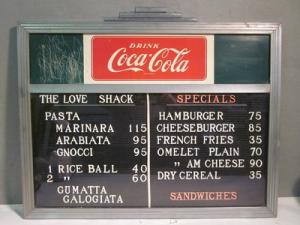 DRINK
Coca-Cola
THE LOVE SHACK
PASTA
MARINARA 115
ARABIATA 95
GNOCCI 95
1 RICE BALL 40
2 〃 60
GUMATTA
GALOGIATA
SPECIALS
HAMBURGER 75
CHEESEBURGER 85
FRENCH FRIES 35
OMELET PLAIN 70
〃 AM CHEESE 90
DRY CEREAL 35
SANDWICHES